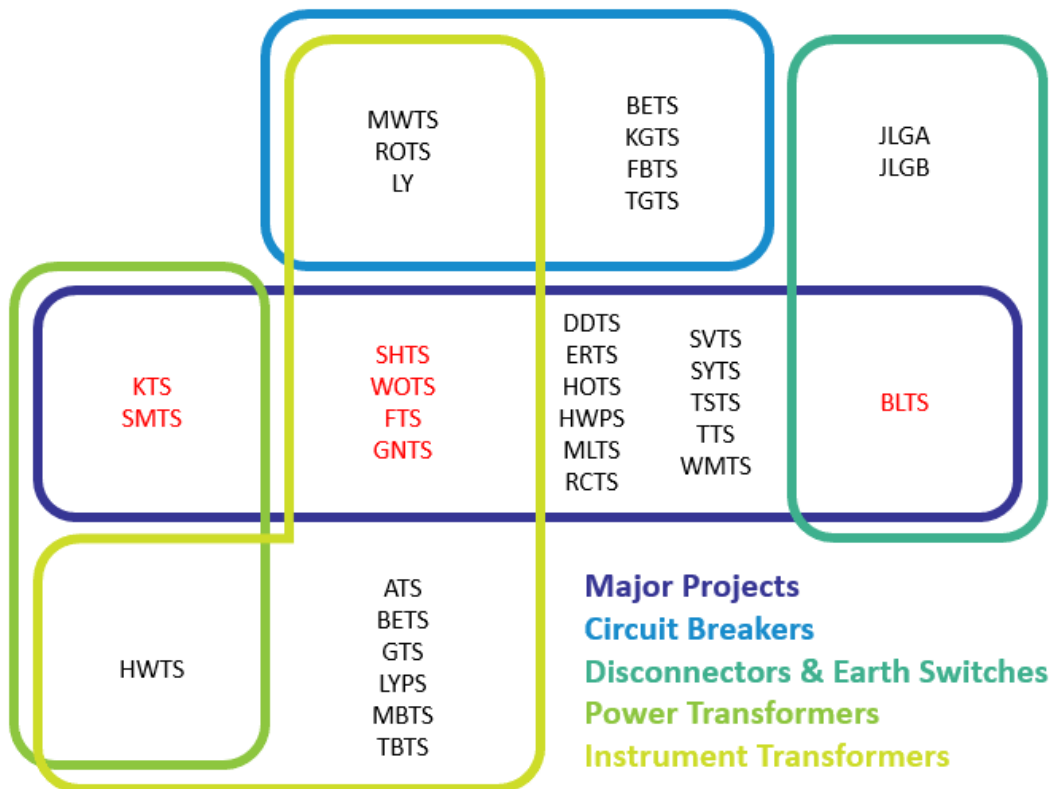 MWTS
ROTS
LY
BETS
KGTS
FBTS
TGTS
JLGA
JLGB
KTS
SMTS
SHTS
WOTS
FTS
GNTS
DDTS
ERTS
HOTS
HWPS
MLTS
RCTS
SVTS
SYTS
TSTS
TTS
WMTS
BLTS
HWTS
ATS
BETS
GTS
LYPS
MBTS
TBTS
Major Projects
Circuit Breakers
Disconnectors & Earth Switches
Power Transformers
Instrument Transformers